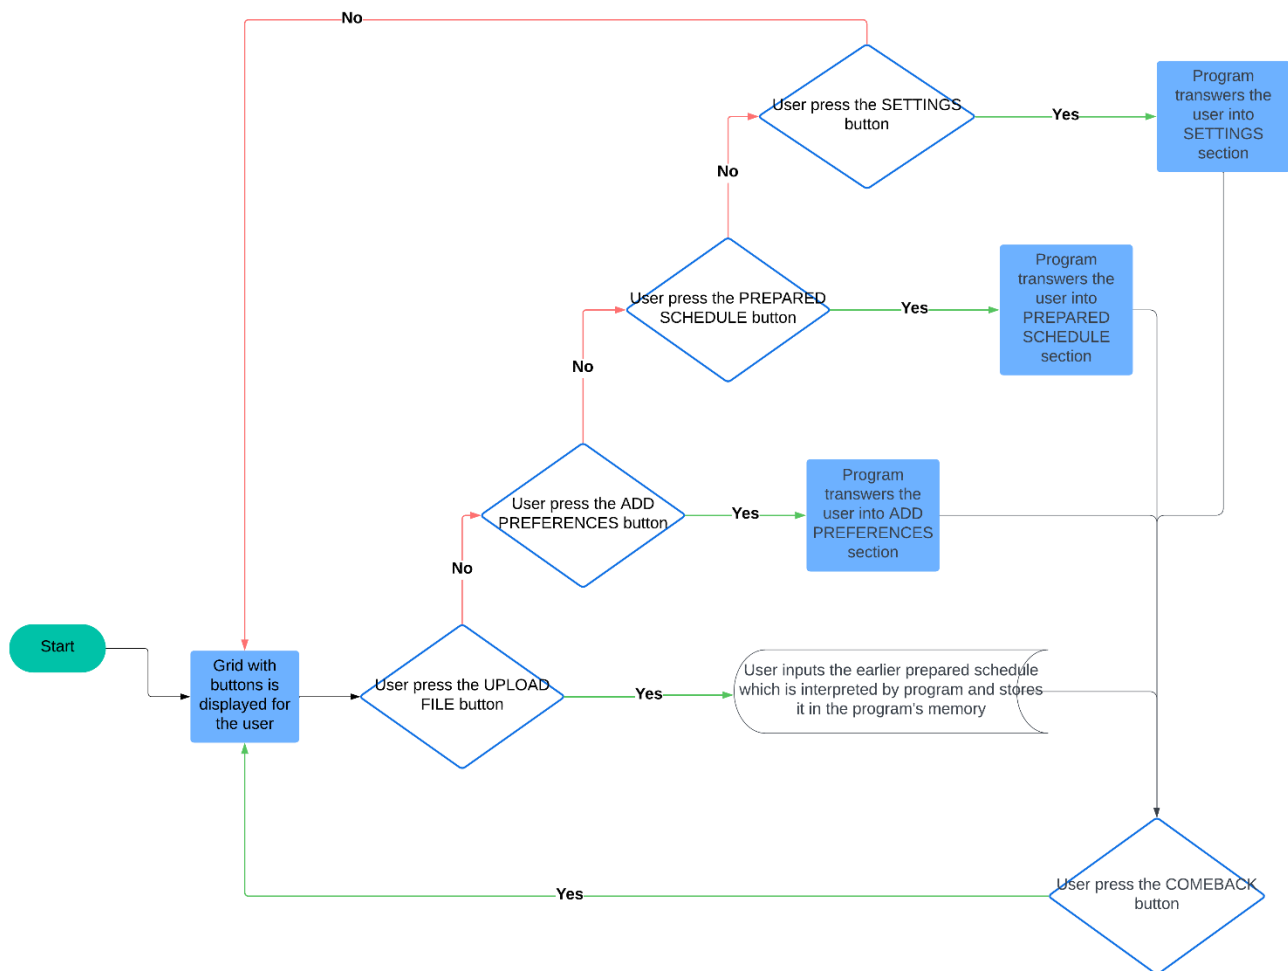 No
User press the SETTINGS
button
Yes
Program
transwers the
user into
SETTINGS
section
No
User press the PREPARED
SCHEDULE button
Yes
Program
transwers the
user into
PREPARED
SCHEDULE
section
No
User press the ADD
PREFERENCES button
Yes
Program
transwers the
user into ADD
PREFERENCES
section
No
Start
Grid with
buttons is
displayed for
the user
User press the UPLOAD
FILE button
Yes
User inputs the earlier prepared schedule
which is interpreted by program and stores
it in the program's memory
User press the COMEBACK
button
Yes